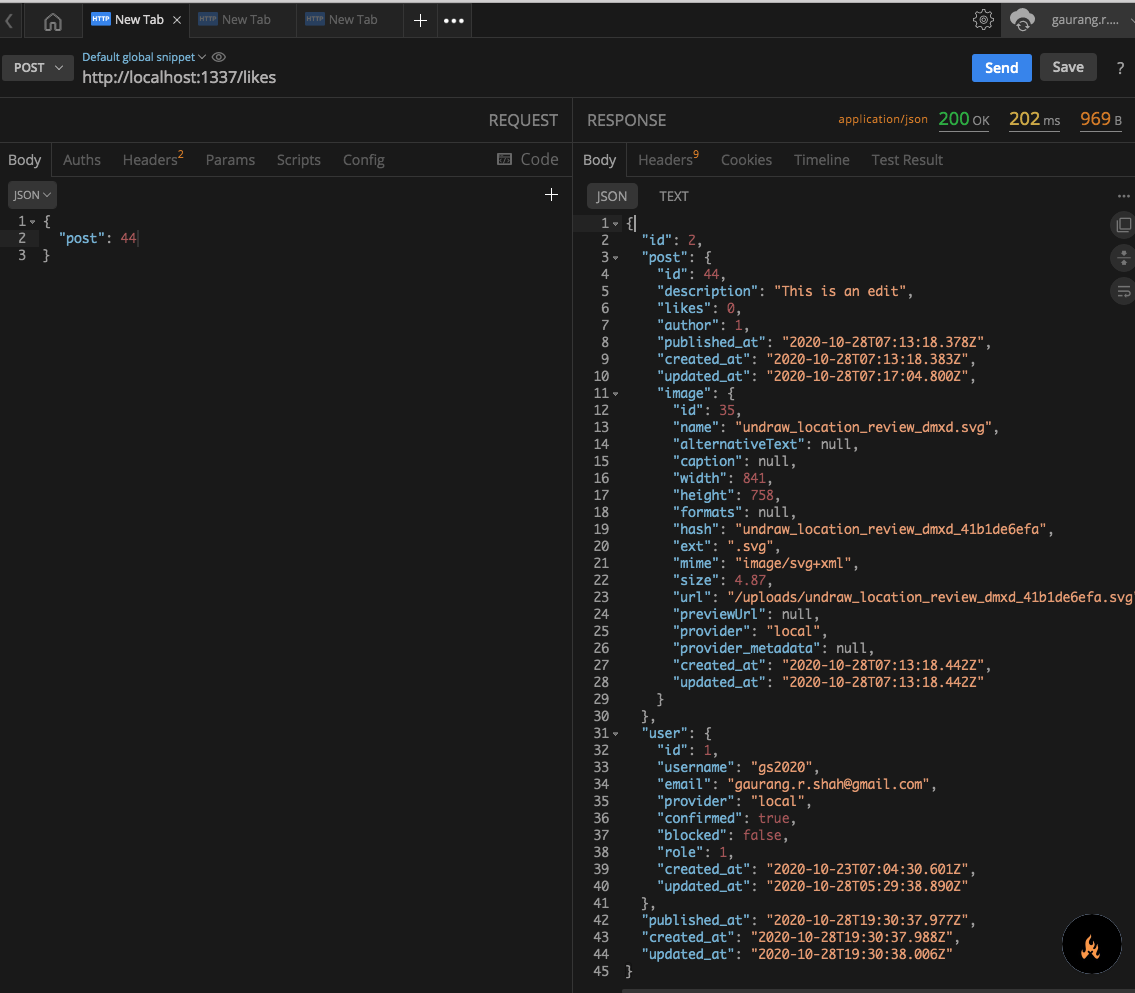 HTTP New Tab × HTTP New Tab HTTP New Tab + •••
gaurang.r....
POST Default global snippet
http://localhost:1337/likes
Send Save ?
REQUEST
RESPONSE application/json 200 OK 202 ms 969 B
Body Auths Headers 2 Params Scripts Config Code
Body Headers 9 Cookies Timeline Test Result
JSON +
1 {
2 "post": 44
3 }
JSON TEXT ...
1 {
2 "id": 2,
3 "post": {
4 "id": 44,
5 "description": "This is an edit",
6 "likes": 0,
7 "author": 1,
8 "published_at": "2020-10-28T07:13:18.378Z",
9 "created_at": "2020-10-28T07:13:18.383Z",
10 "updated_at": "2020-10-28T07:17:04.800Z",
11 "image": {
12 "id": 35,
13 "name": "undraw_location_review_dmxd.svg",
14 "alternativeText": null,
15 "caption": null,
16 "width": 841,
17 "height": 758,
18 "formats": null,
19 "hash": "undraw_location_review_dmxd_41b1de6efa",
20 "ext": ".svg",
21 "mime": "image/svg+xml",
22 "size": 4.87,
23 "url": "/uploads/undraw_location_review_dmxd_41b1de6efa.svg"
24 "previewUrl": null,
25 "provider": "local",
26 "provider_metadata": null,
27 "created_at": "2020-10-28T07:13:18.442Z",
28 "updated_at": "2020-10-28T07:13:18.442Z"
29 }
30 },
31 "user": {
32 "id": 1,
33 "username": "gs2020",
34 "email": "gaurang.r.shah@gmail.com",
35 "provider": "local",
36 "confirmed": true,
37 "blocked": false,
38 "role": 1,
39 "created_at": "2020-10-23T07:04:30.601Z",
40 "updated_at": "2020-10-28T05:29:38.890Z"
41 },
42 "published_at": "2020-10-28T19:30:37.977Z",
43 "created_at": "2020-10-28T19:30:37.988Z",
44 "updated_at": "2020-10-28T19:30:38.006Z"
45 }